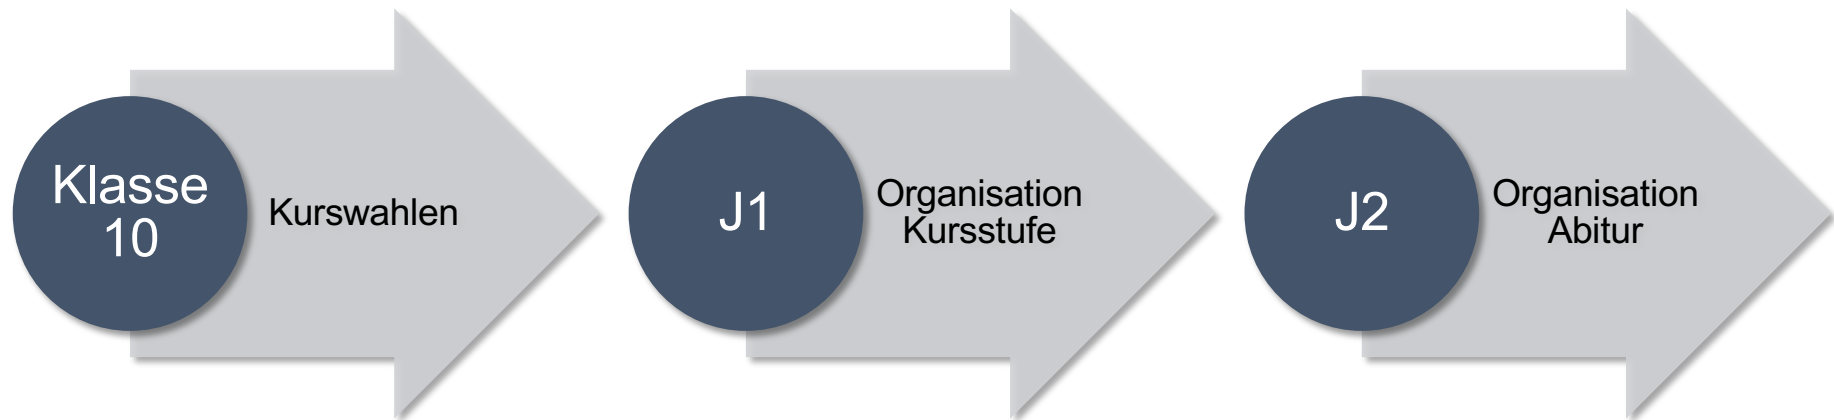 Klasse
10
Kurswahlen
J1
Organisation
Kursstufe
J2
Organisation
Abitur